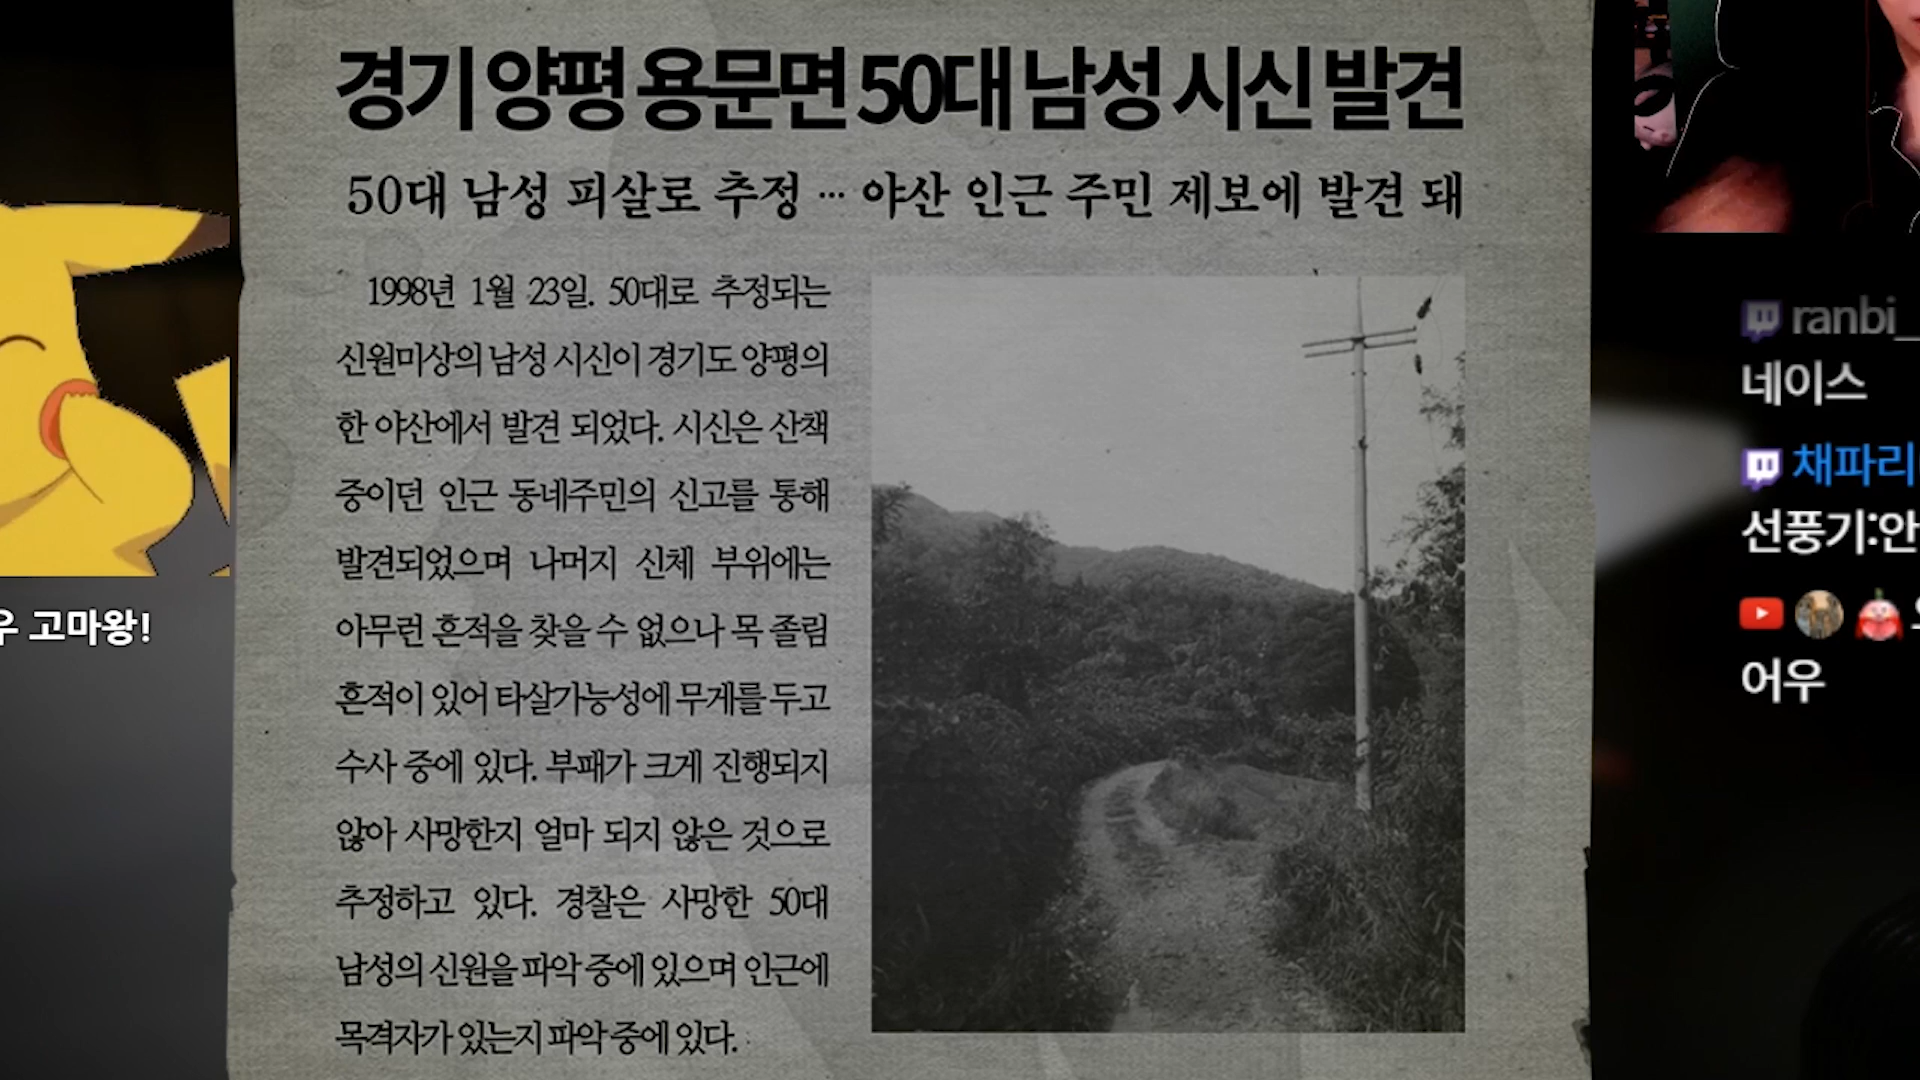 경기 양평 용문면 50대 남성 시신 발견
50대 남성 피살로 추정 ··· 야산 인근 주민 제보에 발견 돼
1998년 1월 23일. 50대로 추정되는
신원미상의 남성 시신이 경기도 양평의
한 야산에서 발견 되었다. 시신은 산책
중이던 인근 동네주민의 신고를 통해
발견되었으며 나머지 신체 부위에는
아무런 흔적을 찾을 수 없으나 목 졸림
흔적이 있어 타살가능성에 무게를 두고
수사 중에 있다. 부패가 크게 진행되지
않아 사망한지 얼마 되지 않은 것으로
추정하고 있다. 경찰은 사망한 50대
남성의 신원을 파악 중에 있으며 인근에
목격자가 있는지 파악 중에 있다.
우 고마왕!
ranbi_
네이스
채파리
선풍기:안
어우